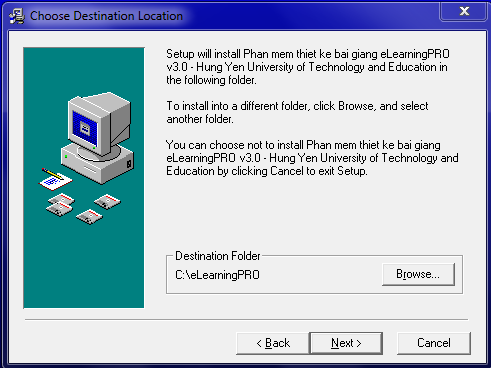 Choose Destination Location
Setup will install Phan mem thiet ke bai giang eLearningPRO
v3.0 - Hung Yen University of Technology and Education in
the following folder.
To install into a different folder, click Browse, and select
another folder.
You can choose not to install Phan mem thiet ke bai giang
eLearningPRO v3.0 - Hung Yen University of Technology and
Education by clicking Cancel to exit Setup.
Destination Folder
C:\eLearningPRO
Browse...
< Back
Next >
Cancel